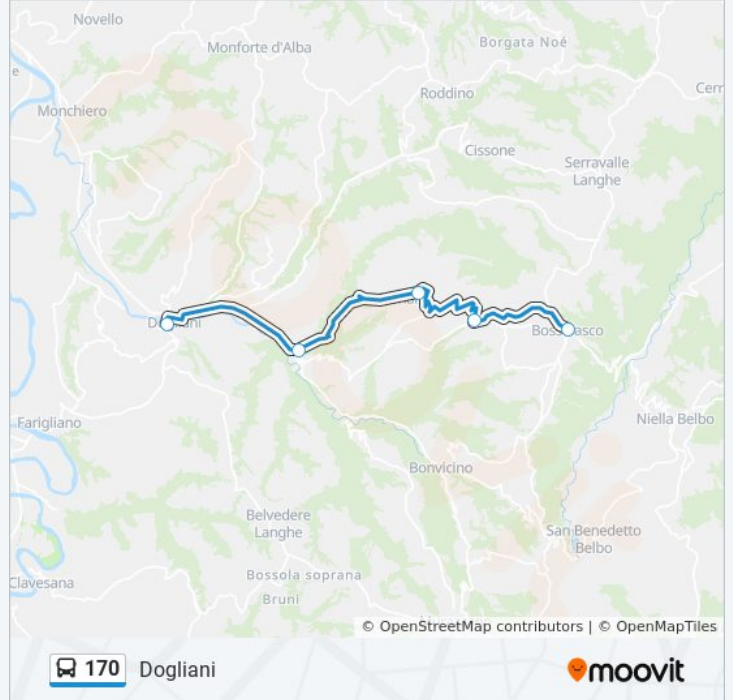 Novello
Monforte d'Alba
Borgata Noé
e
Roddino
Cerr
Monchiero
Cissone
Serravalle
Langhe
Niella Belbo
Farigliano
Bonvicino
Belvedere
Langhe
San Benedetto
Belbo
Bossola soprana
Clavesana
Bruni
© OpenStreetMap contributors | © OpenMapTiles
170 Dogliani
moovit